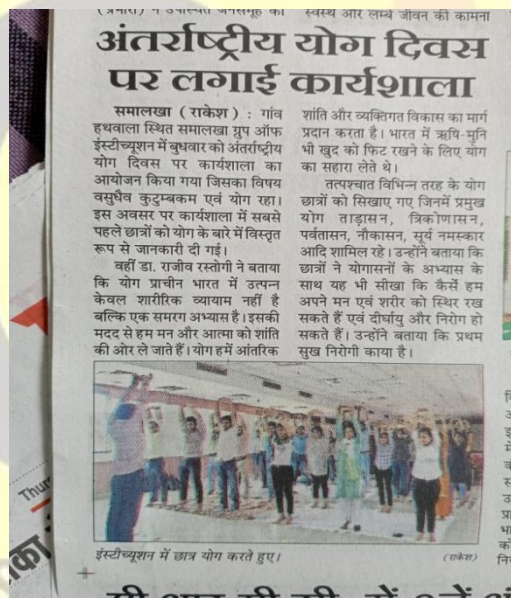 (प्रभारी) ने उपस्थित जनसमूह को
स्वस्थ और लम्बे जीवन की कामना
अंतर्राष्ट्रीय योग दिवस
पर लगाई कार्यशाला
समालखा (राकेश) : गांव
हथवाला स्थित समालखा ग्रुप ऑफ
इंस्टीच्यूशन में बुधवार को अंतर्राष्ट्रीय
योग दिवस पर कार्यशाला का
आयोजन किया गया जिसका विषय
वसुधैव कुटुम्बकम एवं योग रहा।
इस अवसर पर कार्यशाला में सबसे
पहले छात्रों को योग के बारे में विस्तृत
रूप से जानकारी दी गई।
वहीं डा. राजीव रस्तोगी ने बताया
कि योग प्राचीन भारत में उत्पन्न
केवल शारीरिक व्यायाम नहीं है
बल्कि एक समरग अभ्यास है। इसकी
मदद से हम मन और आत्मा को शांति
की ओर ले जाते हैं। योग हमें आंतरिक
शांति और व्यक्तिगत विकास का मार्ग
प्रदान करता है। भारत में ऋषि-मुनि
भी खुद को फिट रखने के लिए योग
का सहारा लेते थे।
तत्पश्चात विभिन्न तरह के योग
छात्रों को सिखाए गए जिनमें प्रमुख
योग ताड़ासन, त्रिकोणासन,
पर्वतासन, नौकासन, सूर्य नमस्कार
आदि शामिल रहे। उन्होंने बताया कि
छात्रों ने योगासनों के अभ्यास के
साथ यह भी सीखा कि कैसे हम
अपने मन एवं शरीर को स्थिर रख
सकते हैं एवं दीर्घायु और निरोग हो
सकते हैं। उन्होंने बताया कि प्रथम
सुख निरोगी काया है।
इंस्टीच्यूशन में छात्र योग करते हुए।
(राकेश)
Thur